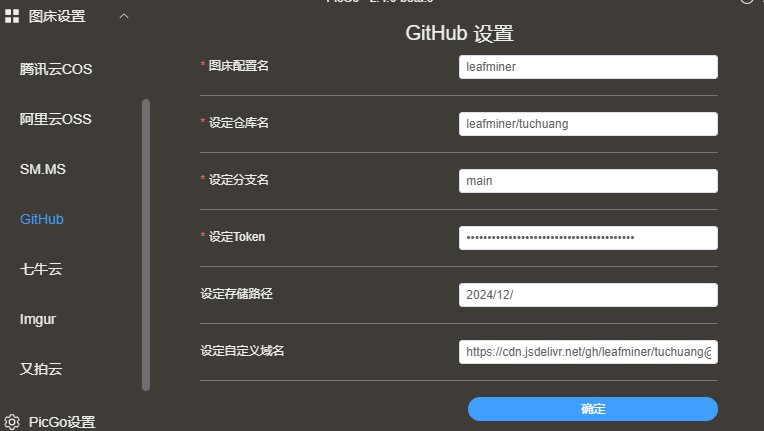 图床设置
GitHub 设置
* 图床配置名
leafminer
腾讯云COS
阿里云OSS
* 设定仓库名
leafminer/tuchuang
SM.MS
* 设定分支名
main
GitHub
* 设定Token
••••••••••••••••••••••••••••••••••••••••
七牛云
设定存储路径
2024/12/
Imgur
设定自定义域名
https://cdn.jsdelivr.net/gh/leafminer/tuchuang@
又拍云
确定
PicGo设置